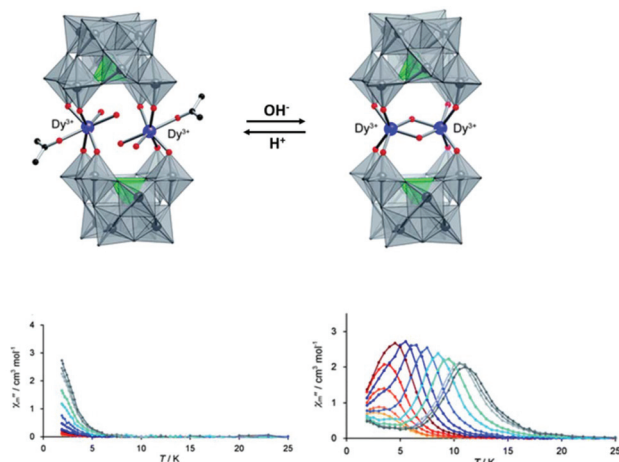 OH⁻
H⁺
Dy³⁺ Dy³⁺
Dy³⁺ Dy³⁺
χₘ'' / cm³ mol⁻¹
4
3
2
1
0
0 5 10 15 20 25
T / K
χₘ'' / cm³ mol⁻¹
3
2
1
0
0 5 10 15 20 25
T / K